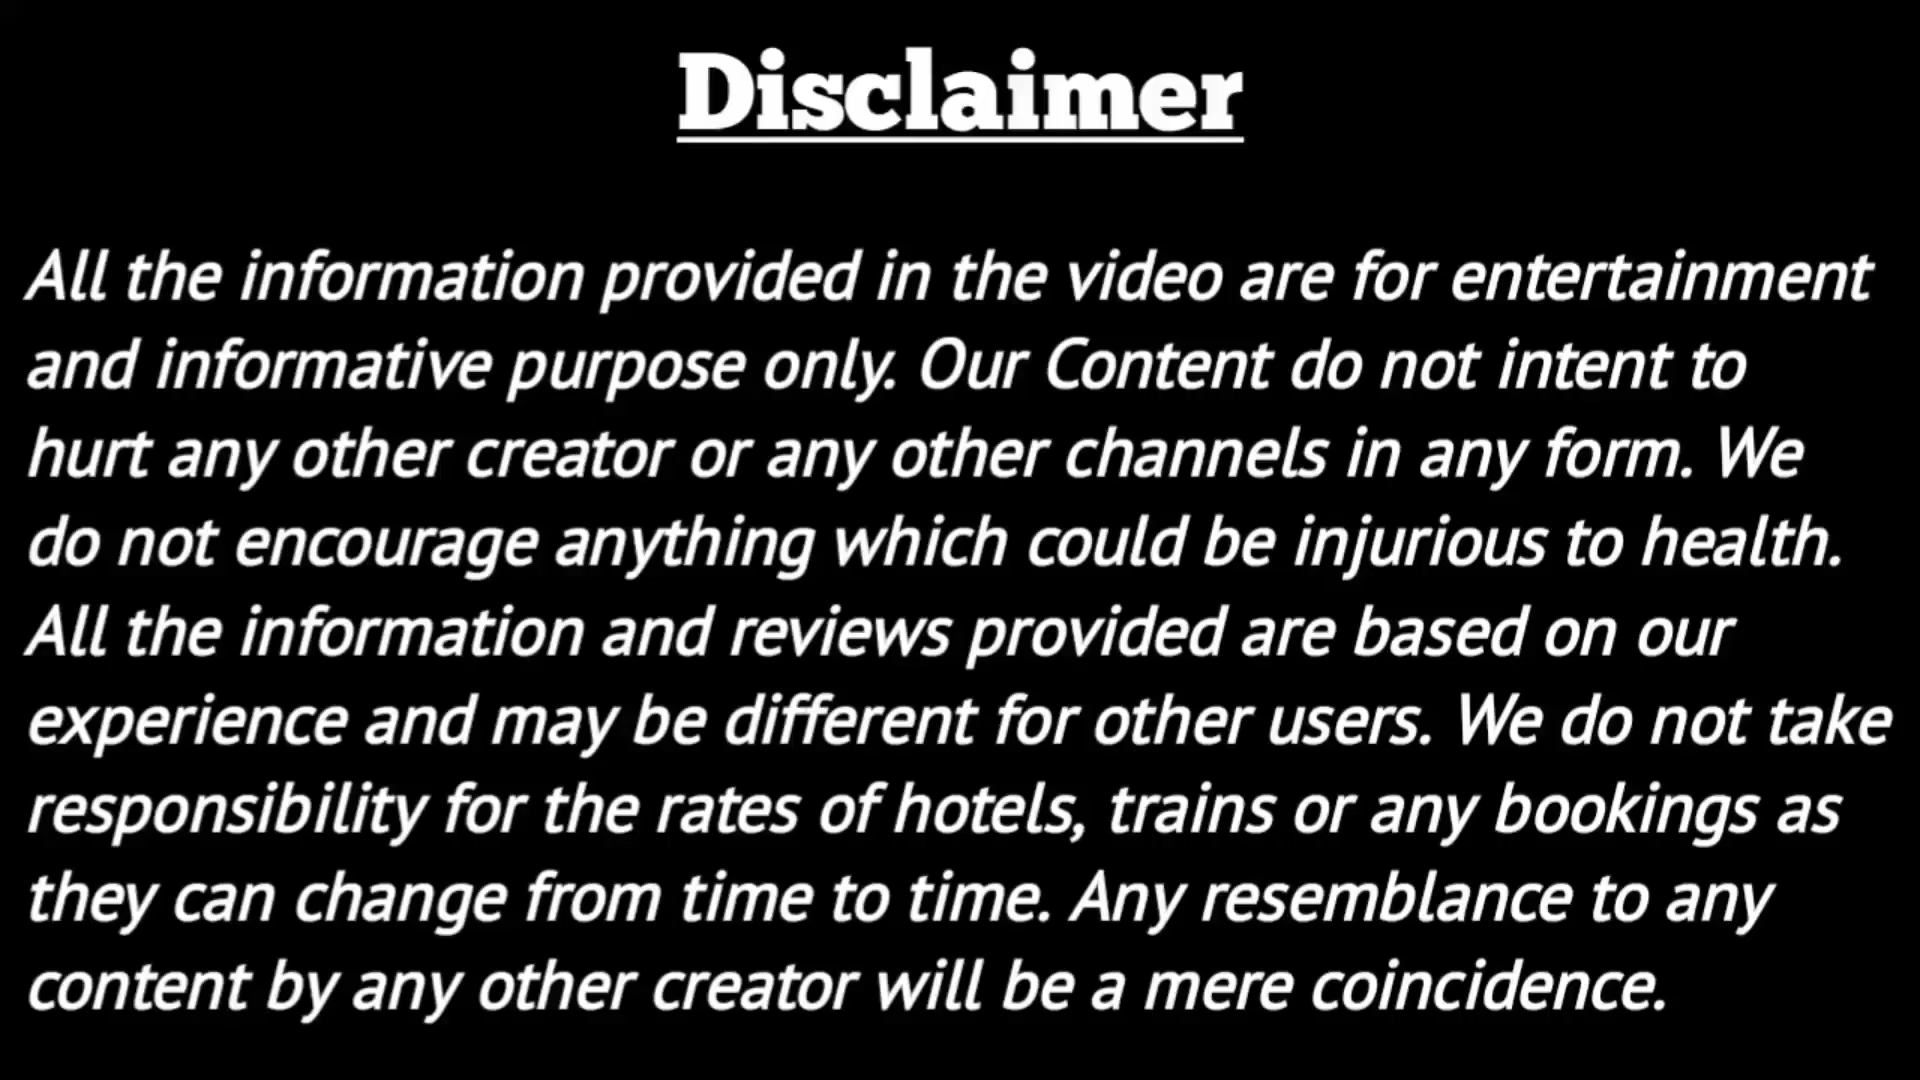 Disclaimer
All the information provided in the video are for entertainment
and informative purpose only. Our Content do not intent to
hurt any other creator or any other channels in any form. We
do not encourage anything which could be injurious to health.
All the information and reviews provided are based on our
experience and may be different for other users. We do not take
responsibility for the rates of hotels, trains or any bookings as
they can change from time to time. Any resemblance to any
content by any other creator will be a mere coincidence.